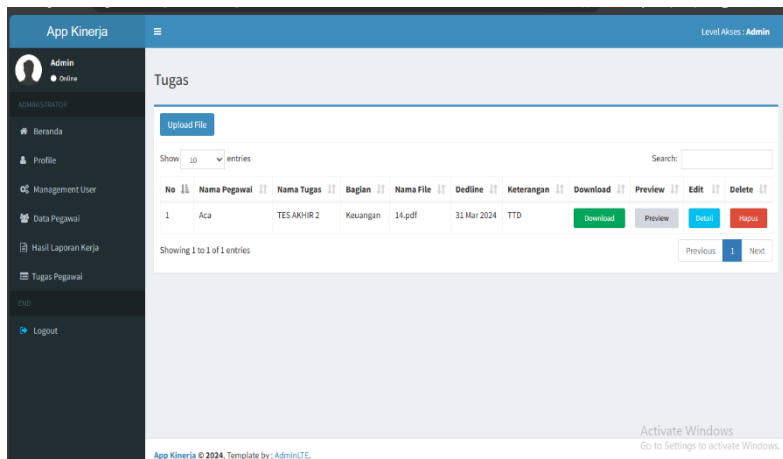 App Kinerja
Level Akses : Admin
Admin
Online
ADMINISTRATOR
Beranda
Profile
Management User
Data Pegawai
Hasil Laporan Kerja
Tugas Pegawai
END
Logout
Tugas
Upload File
Show 10 entries
Search:
No Nama Pegawai Nama Tugas Bagian Nama File Dedline Keterangan Download Preview Edit Delete
1 Aca TES AKHIR 2 Keuangan 14.pdf 31 Mar 2024 TTD Download Preview Detail Hapus
Showing 1 to 1 of 1 entries
Previous 1 Next
Activate Windows
Go to Settings to activate Windows.
App Kinerja © 2024, Template by : AdminLTE.